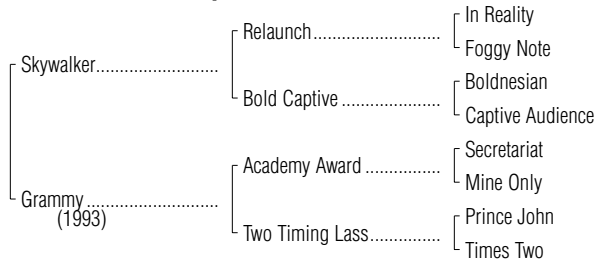 In Reality
Relaunch....................
Foggy Note
Skywalker........................
Boldnesian
Bold Captive ...................
Captive Audience
Secretariat
Academy Award ...............
Mine Only
Grammy..........................
(1993)
Prince John
Two Timing Lass..............
Times Two